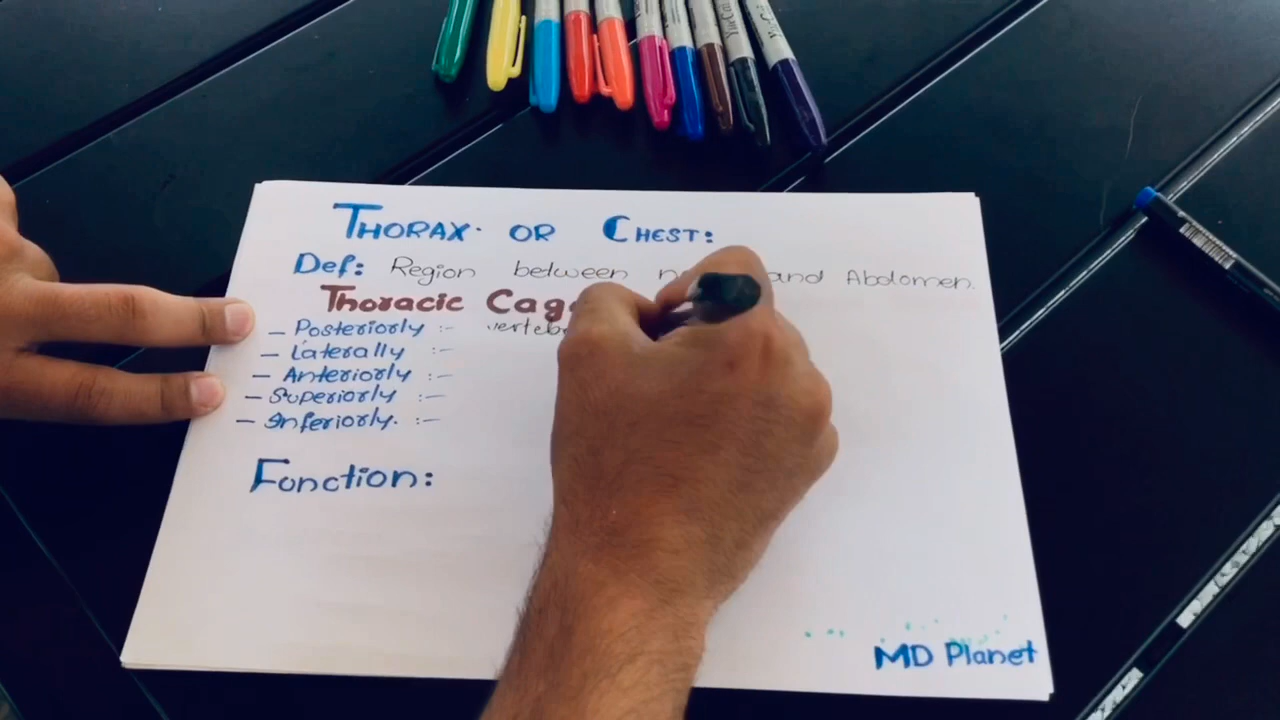 THORAX. OR CHEST:
Def: Region between and Abdomen.
Thoracic
- Posteriorly :-
- Laterally :-
- Anteriorly :-
- Superiorly :-
- Inferiorly. :-
Fonction:
MD Planet